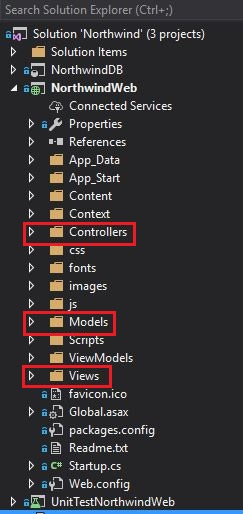 Search Solution Explorer (Ctrl+;)
Solution 'Northwind' (3 projects)
Solution Items
NorthwindDB
NorthwindWeb
Connected Services
Properties
References
App_Data
App_Start
Content
Context
Controllers
css
fonts
images
js
Models
Scripts
ViewModels
Views
favicon.ico
Global.asax
packages.config
Readme.txt
C# Startup.cs
Web.config
UnitTestNorthwindWeb